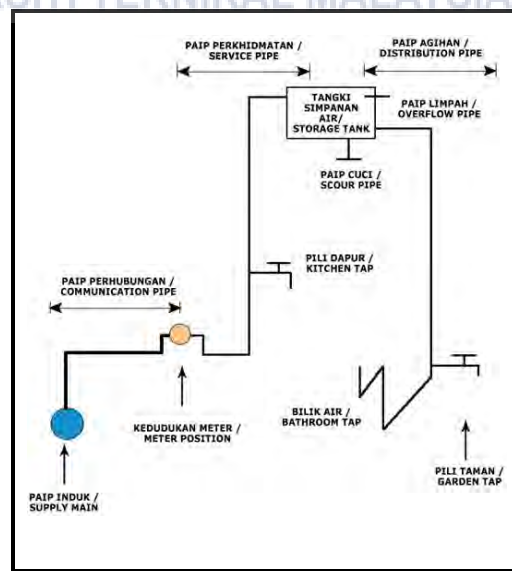 PAIP PERKHIDMATAN /
SERVICE PIPE
PAIP AGIHAN /
DISTRIBUTION PIPE
TANGKI
SIMPANAN
AIR/
STORAGE TANK
PAIP LIMPAH /
OVERFLOW PIPE
PAIP CUCI /
SCOUR PIPE
PILI DAPUR /
KITCHEN TAP
PAIP PERHUBUNGAN /
COMMUNICATION PIPE
KEDUDUKAN METER /
METER POSITION
BILIK AIR /
BATHROOM TAP
PILI TAMAN /
GARDEN TAP
PAIP INDUK /
SUPPLY MAIN